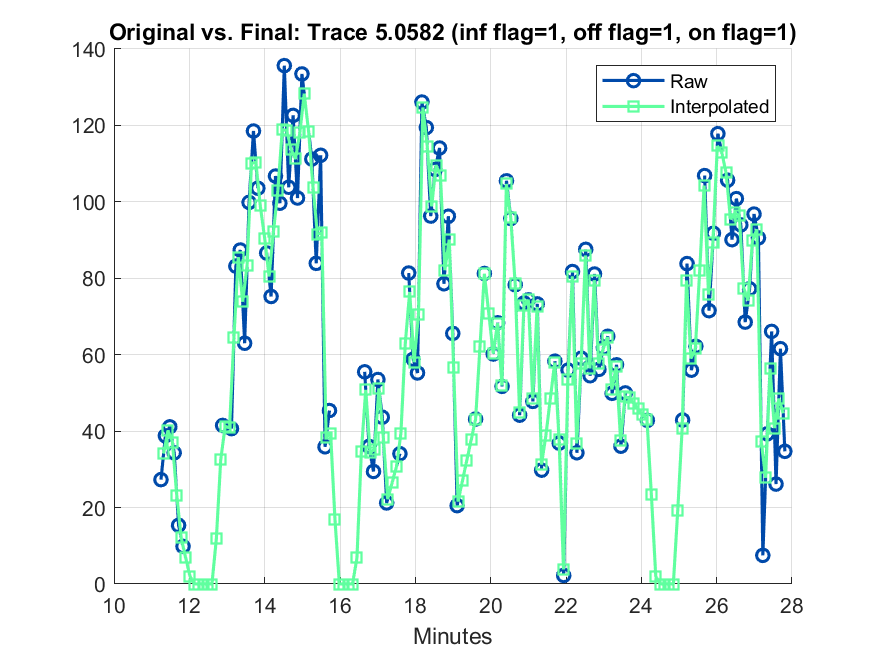 Original vs. Final: Trace 5.0582 (inf flag=1, off flag=1, on flag=1)
140
120
100
80
60
40
20
0
Raw
Interpolated
10 12 14 16 18 20 22 24 26 28
Minutes